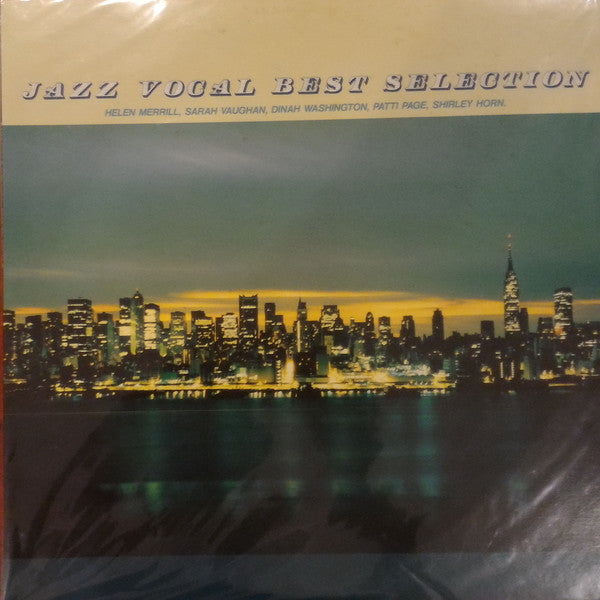 JAZZ VOCAL BEST SELECTION
HELEN MERRILL, SARAH VAUGHAN, DINAH WASHINGTON, PATTI PAGE, SHIRLEY HORN.